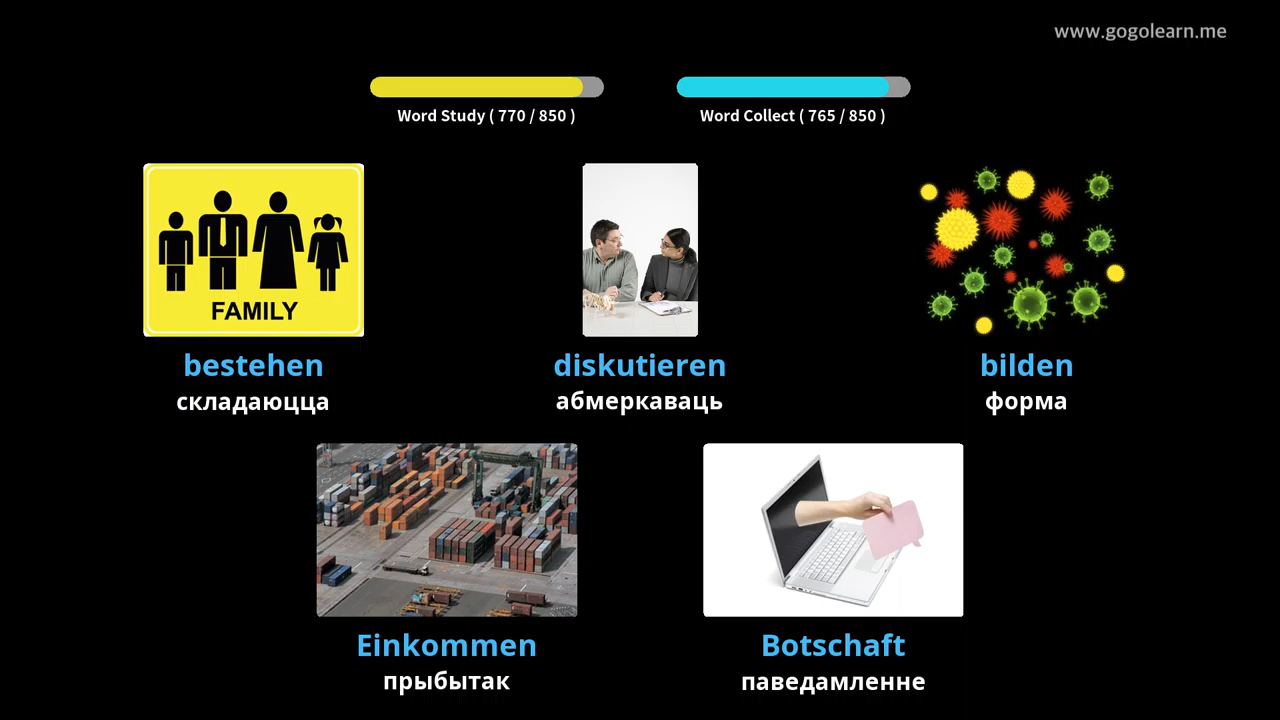 www.gogolearn.me
Word Study ( 770 / 850 )
Word Collect ( 765 / 850 )
FAMILY
bestehen
складаюцца
diskutieren
абмеркаваць
bilden
форма
Einkommen
прыбытак
Botschaft
паведамленне